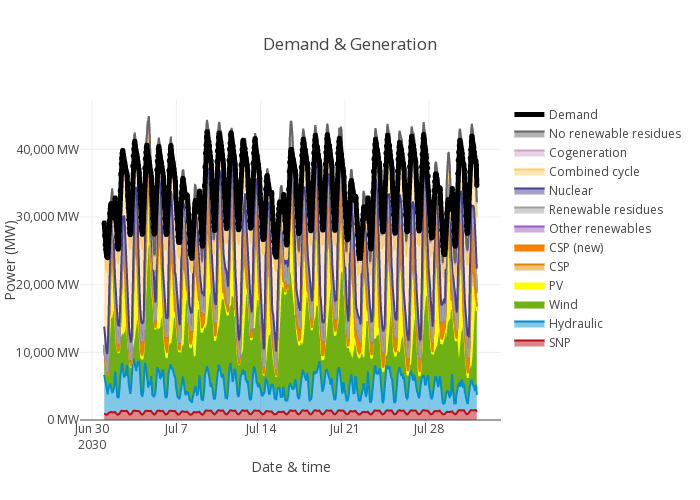 Demand & Generation
Power (MW)
40,000 MW
30,000 MW
20,000 MW
10,000 MW
0 MW
Jun 30
2030
Jul 7
Jul 14
Jul 21
Jul 28
Date & time
Demand
No renewable residues
Cogeneration
Combined cycle
Nuclear
Renewable residues
Other renewables
CSP (new)
CSP
PV
Wind
Hydraulic
SNP